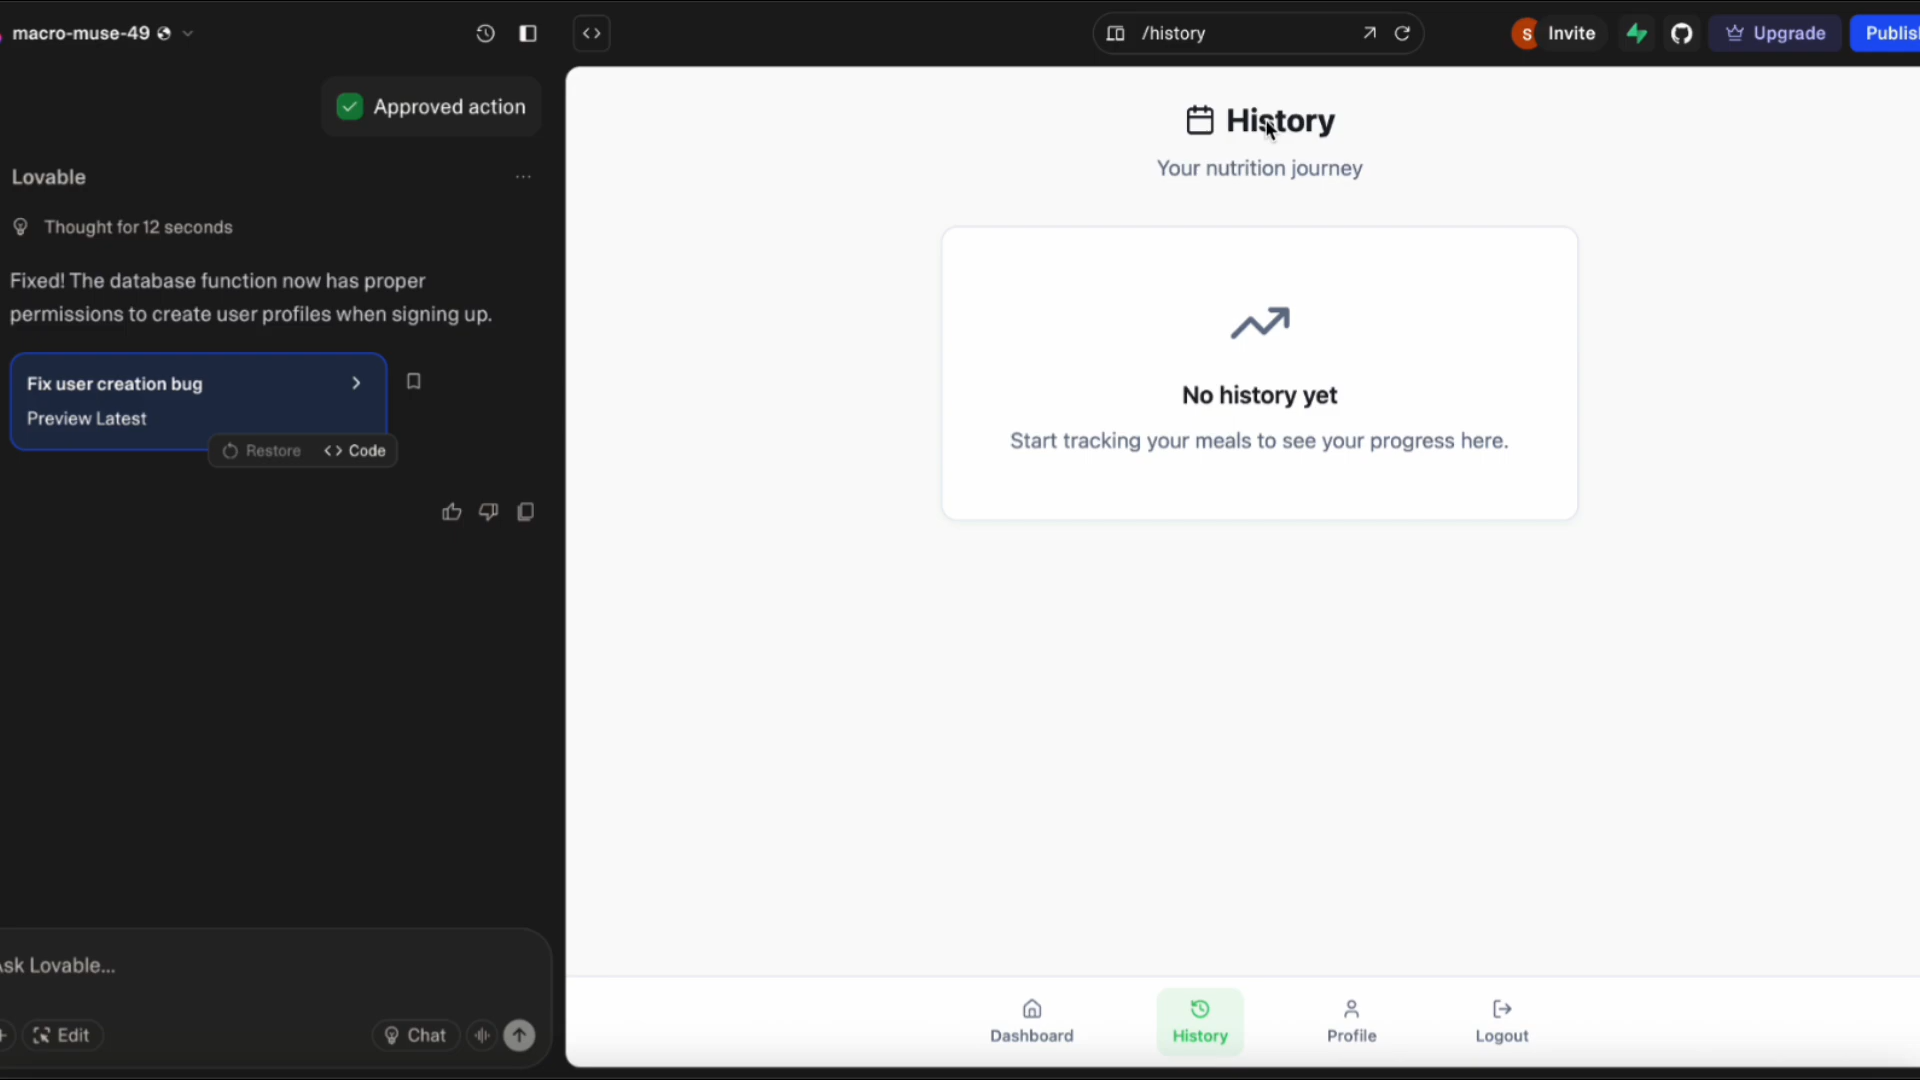 macro-muse-49
/history
S
Invite
Upgrade
Publis
Approved action
Lovable
Thought for 12 seconds
Fixed! The database function now has proper
permissions to create user profiles when signing up.
Fix user creation bug
Preview Latest
Restore
Code
Ask Lovable...
Edit
Chat
History
Your nutrition journey
No history yet
Start tracking your meals to see your progress here.
Dashboard
History
Profile
Logout